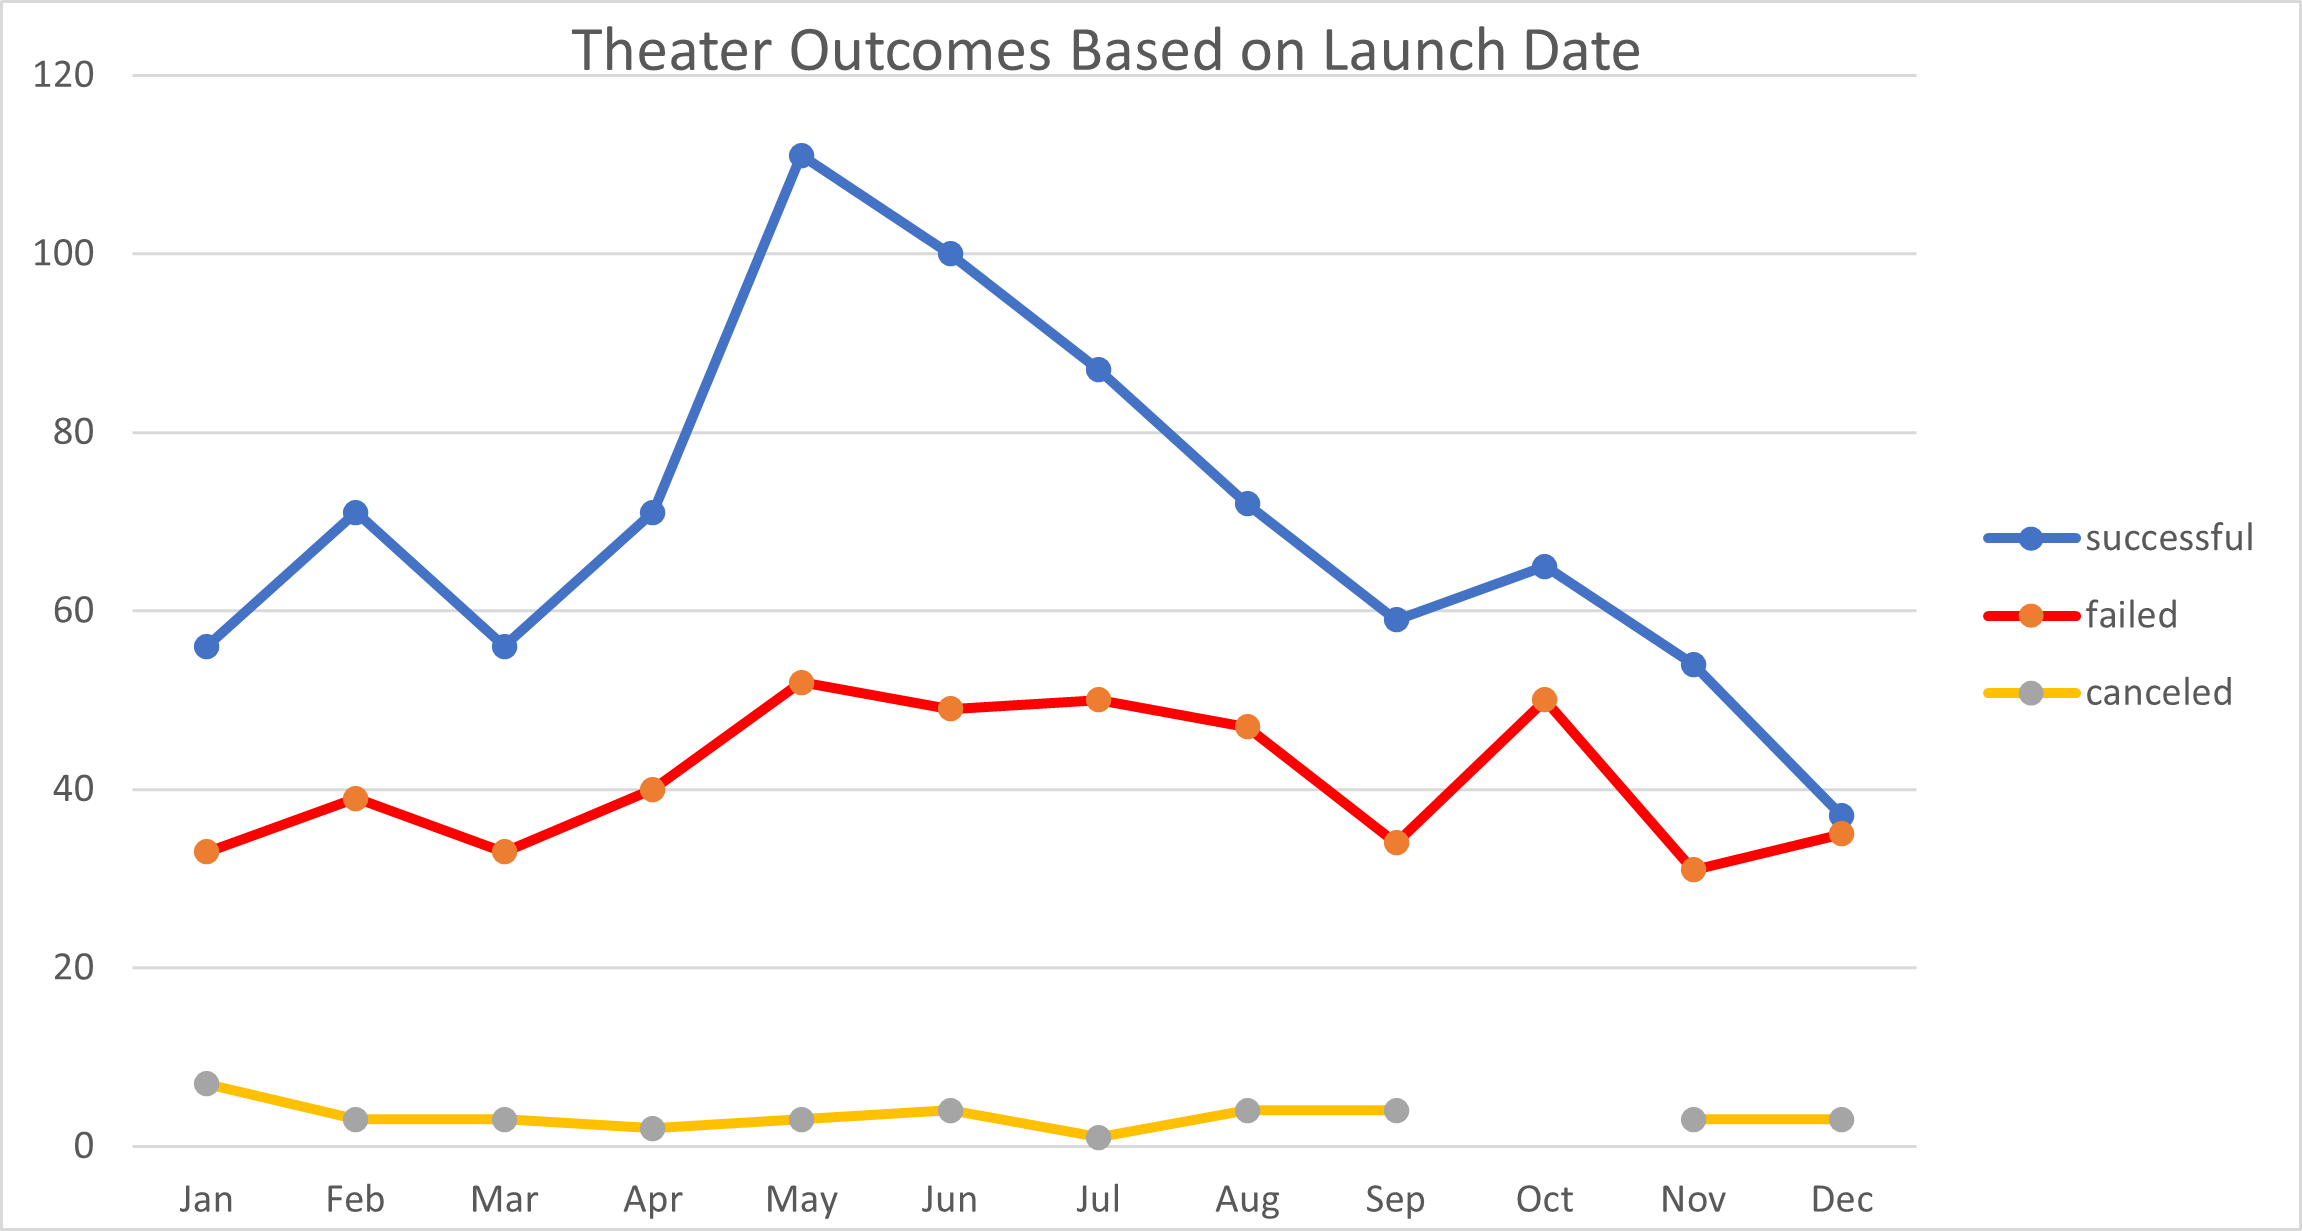 Theater Outcomes Based on Launch Date
120
100
80
60
40
20
0
Jan Feb Mar Apr May Jun Jul Aug Sep Oct Nov Dec
successful
failed
canceled